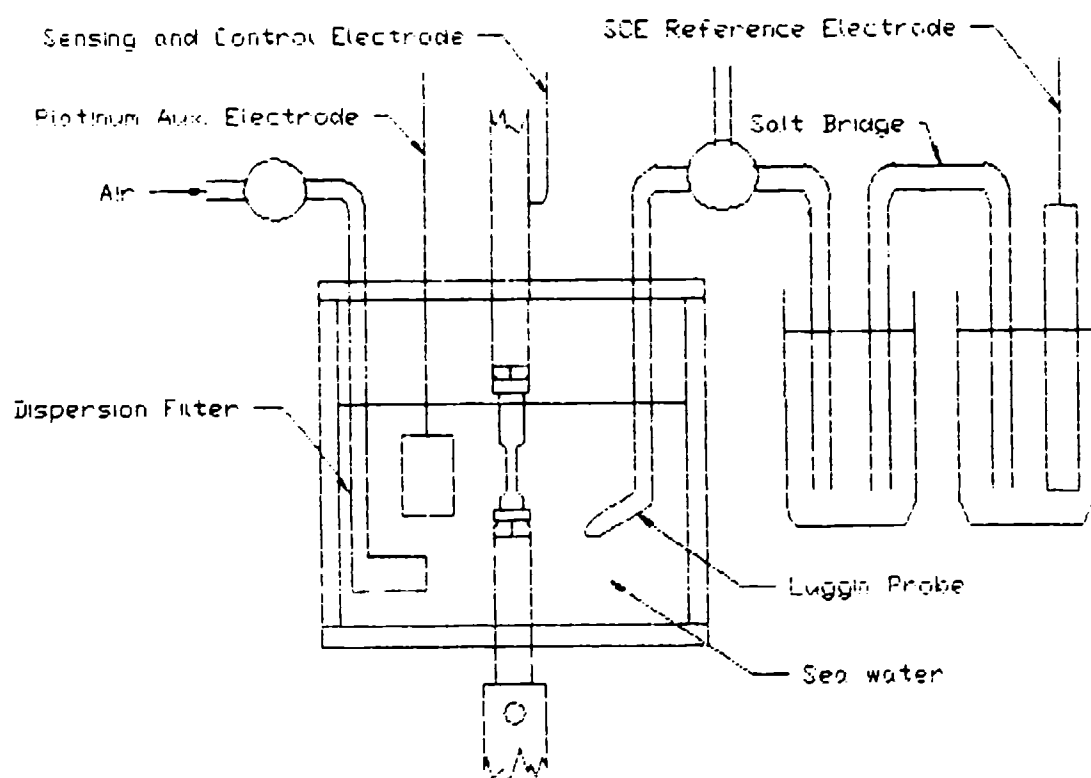 Sensing and Control Electrode
SCE Reference Electrode
Platinum Aux. Electrode
Salt Bridge
Air
Dispersion Filter
Luggin Probe
Sea water